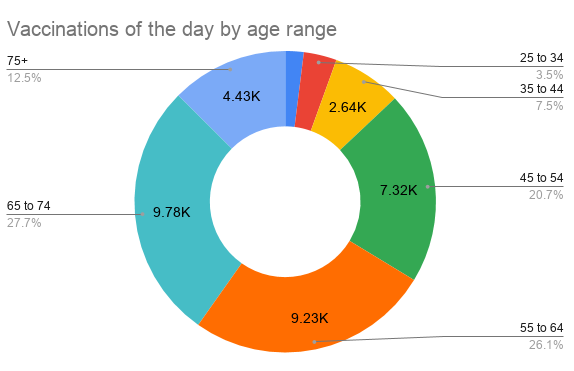 Vaccinations of the day by age range
75+
12.5%
25 to 34
3.5%
35 to 44
7.5%
4.43K
2.64K
45 to 54
20.7%
7.32K
65 to 74
27.7%
9.78K
9.23K
55 to 64
26.1%